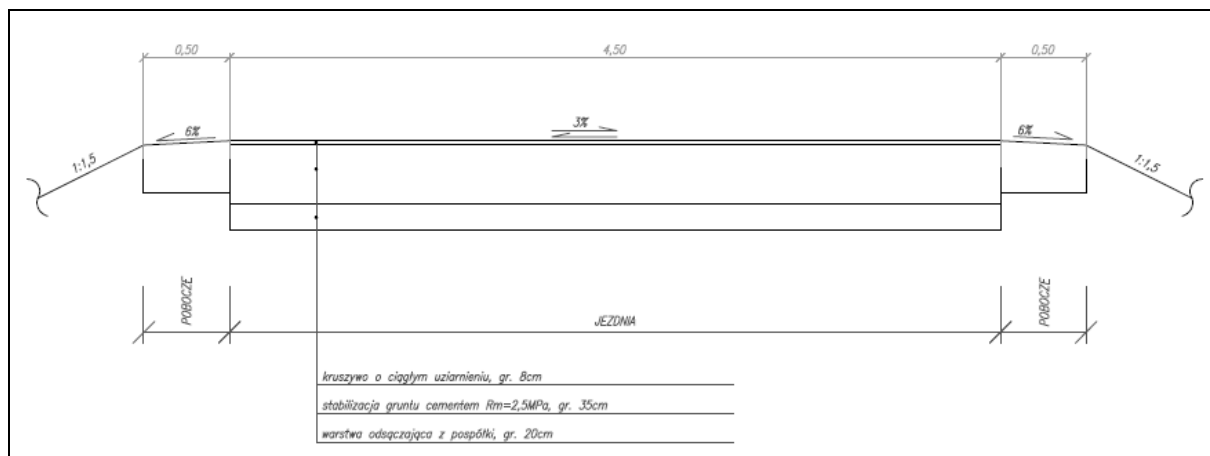 0,50 4,50 0,50
6% 3% 6%
1:1,5 1:1,5
POBOCZE JEZDNIA POBOCZE
kruszywo o ciągłym uziarnieniu, gr. 8cm
stabilizacja gruntu cementem Rm=2,5MPa, gr. 35cm
warstwa odsączająca z pospółki, gr. 20cm